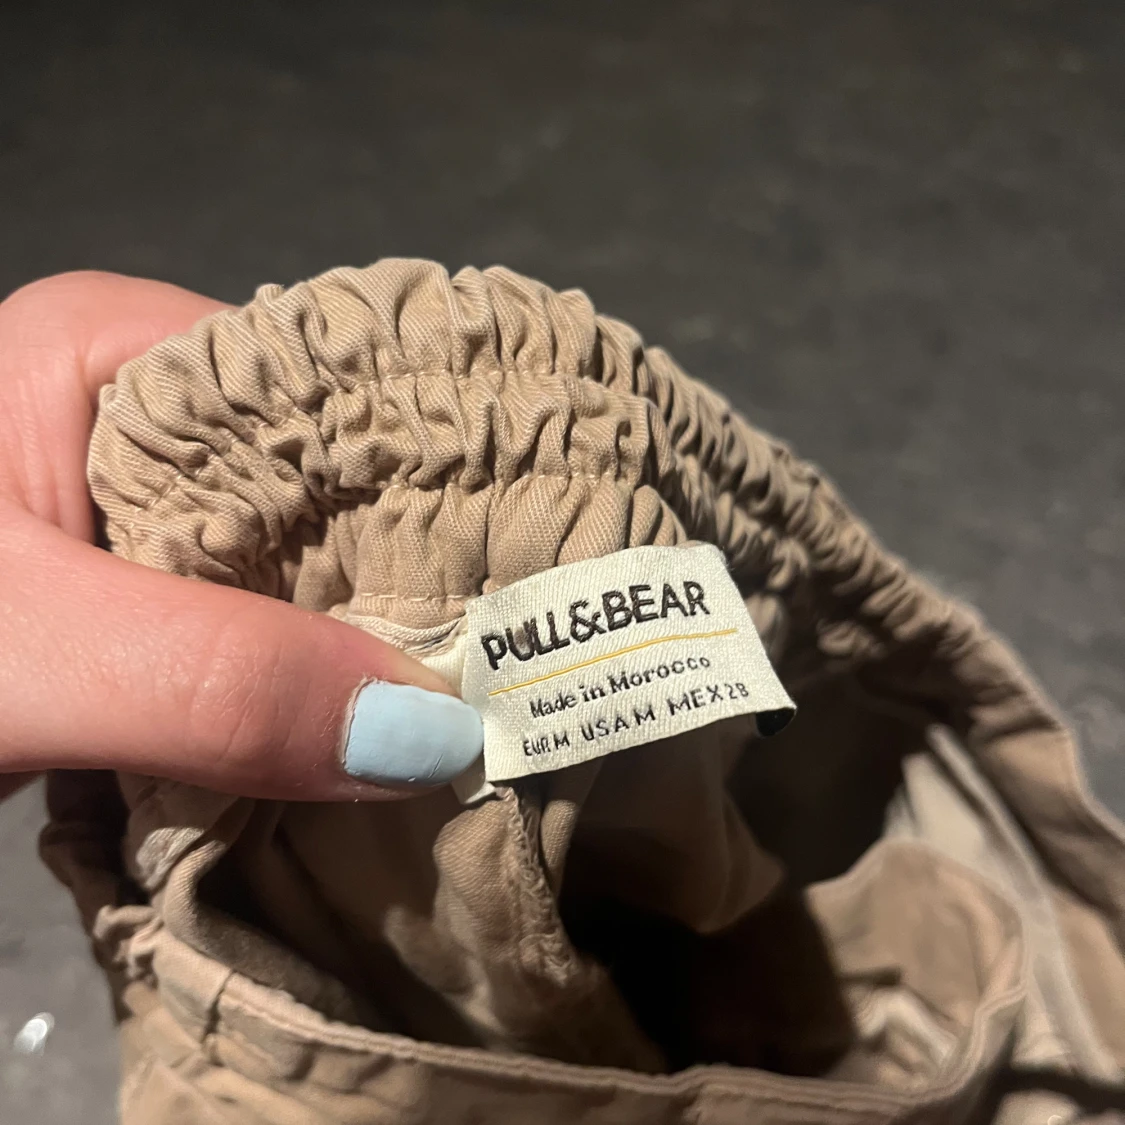 PULL&BEAR
Made in Morocco
EUR M USA M MEX 28